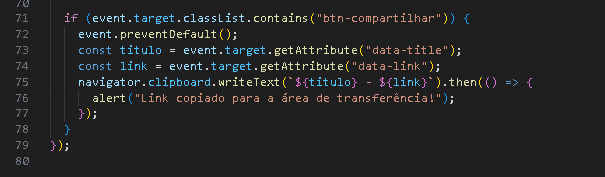 70
71 if (event.target.classList.contains("btn-compartilhar")) {
72 event.preventDefault();
73 const titulo = event.target.getAttribute("data-title");
74 const link = event.target.getAttribute("data-link");
75 navigator.clipboard.writeText(`${titulo} - ${link}`).then(() => {
76 alert("Link copiado para a área de transferência!");
77 });
78 }
79 });
80